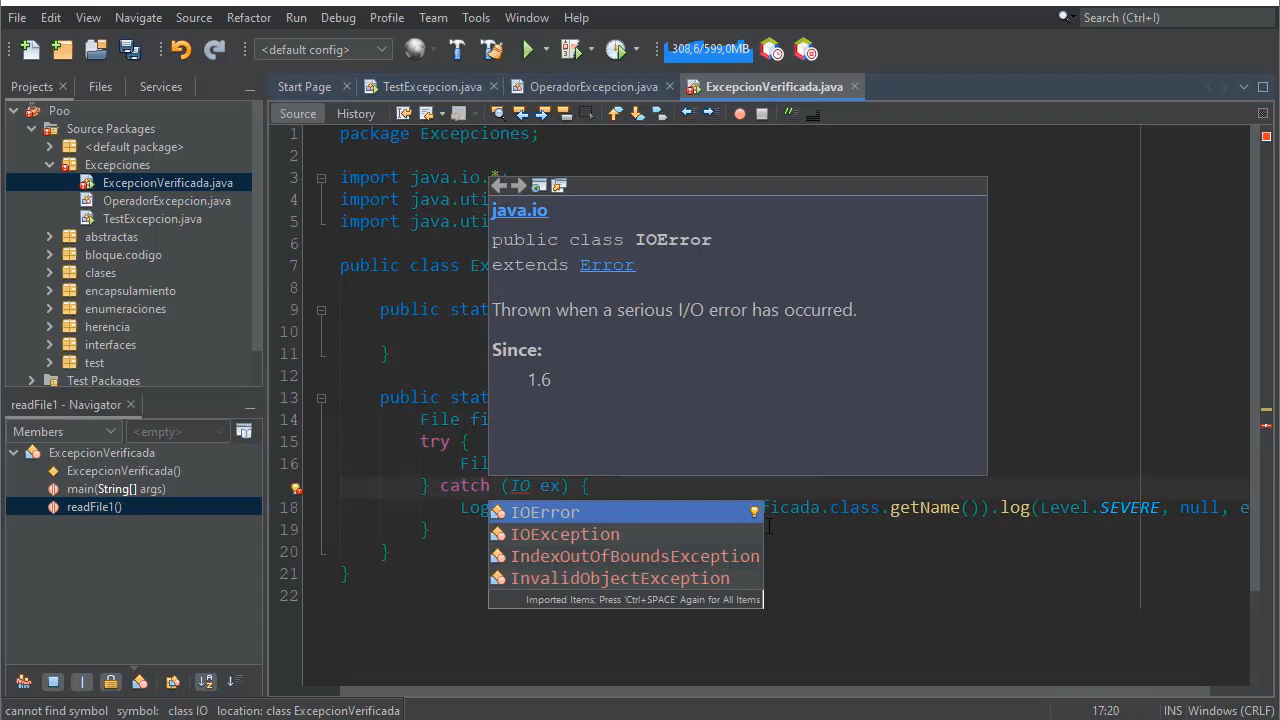 File Edit View Navigate Source Refactor Run Debug Profile Team Tools Window Help Search (Ctrl+I)
<default config> 308,6/599,0MB
Projects Files Services Start Page TestExcepcion.java OperadorExcepcion.java ExcepcionVerificada.java
Source History
Poo
Source Packages
<default package>
Excepciones
ExcepcionVerificada.java
OperadorExcepcion.java
TestExcepcion.java
abstractas
bloque.codigo
clases
encapsulamiento
enumeraciones
herencia
interfaces
test
Test Packages
readFile1 - Navigator
Members <empty>
ExcepcionVerificada
ExcepcionVerificada()
main(String[] args)
readFile1()
1 package Excepciones;
2
3 import java.io.*;
4 import java.uti
5 import java.uti
6
7 public class Ex
8
9 public stat
10
11 }
12
13 public stat
14 File fi
15 try {
16 Fil
} catch (IO ex) {
18 Log ficada.class.getName()).log(Level.SEVERE, null, e
19 }
20 }
21 }
22
java.io
public class IOError
extends Error
Thrown when a serious I/O error has occurred.
Since:
1.6
IOError
IOException
IndexOutOfBoundsException
InvalidObjectException
Imported Items; Press 'Ctrl+SPACE' Again for All Items
cannot find symbol symbol: class IO location: class ExcepcionVerificada 17:20 INS Windows (CRLF)